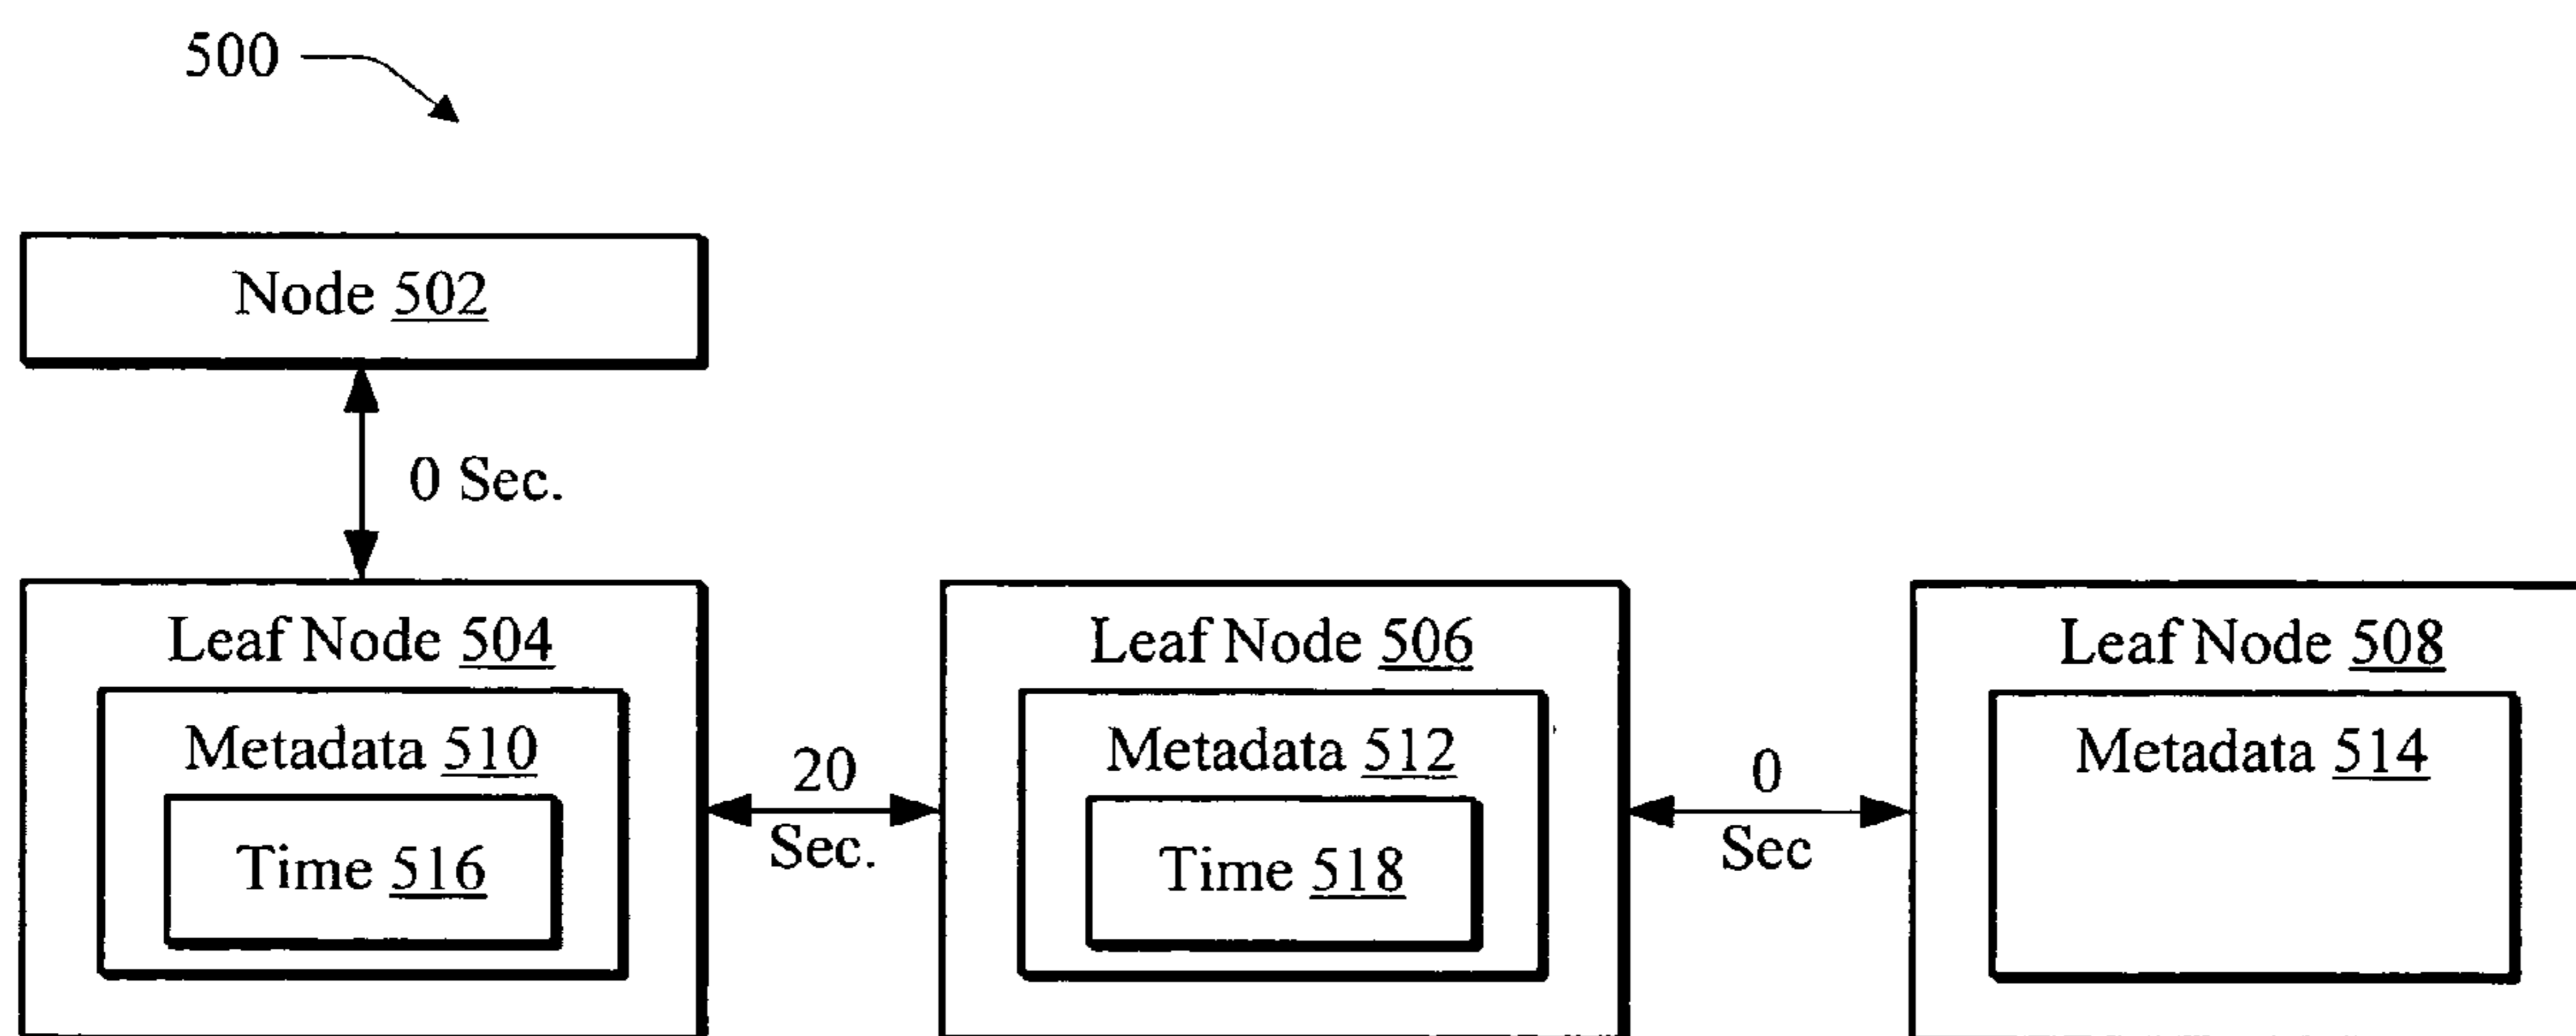 500
Node 502
0 Sec.
Leaf Node 504
Leaf Node 506
Leaf Node 508
Metadata 510
Metadata 512
Metadata 514
20
Sec.
0
Sec
Time 516
Time 518